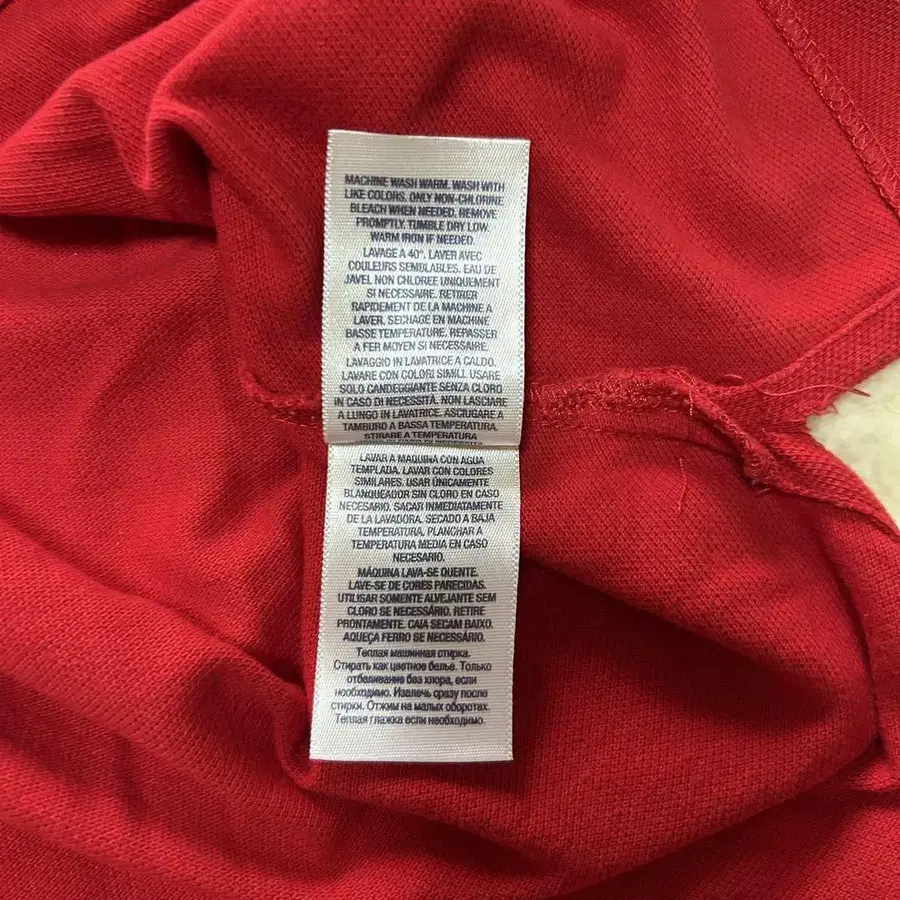 MACHINE WASH WARM. WASH WITH
LIKE COLORS. ONLY NON-CHLORINE
BLEACH WHEN NEEDED. REMOVE
PROMPTLY. TUMBLE DRY LOW.
WARM IRON IF NEEDED.
LAVAGE A 40°. LAVER AVEC
COULEURS SEMBLABLES. EAU DE
JAVEL NON CHLOREE UNIQUEMENT
SI NECESSAIRE. RETIRER
RAPIDEMENT DE LA MACHINE A
LAVER. SECHAGE EN MACHINE
BASSE TEMPERATURE. REPASSER
A FER MOYEN SI NECESSAIRE.
LAVAGGIO IN LAVATRICE A CALDO.
LAVARE CON COLORI SIMILI. USARE
SOLO CANDEGGIANTE SENZA CLORO
IN CASO DI NECESSITÀ. NON LASCIARE
A LUNGO IN LAVATRICE. ASCIUGARE A
TAMBURO A BASSA TEMPERATURA.
STIRARE A TEMPERATURA
LAVAR A MAQUINA CON AGUA
TEMPLADA. LAVAR CON COLORES
SIMILARES. USAR ÚNICAMENTE
BLANQUEADOR SIN CLORO EN CASO
NECESARIO. SACAR INMEDIATAMENTE
DE LA LAVADORA. SECADO A BAJA
TEMPERATURA. PLANCHAR A
TEMPERATURA MEDIA EN CASO
NECESARIO.
MÁQUINA LAVA-SE QUENTE.
LAVE-SE DE CORES PARECIDAS.
UTILISAR SOMENTE ALVEJANTE SEM
CLORO SE NECESSÁRIO. RETIRE
PRONTAMENTE. CAIA SECAM BAIXO.
AQUEÇA FERRO SE NECESSÁRIO.
Теплая машинная стирка.
Стирать как цветное белье. Только
отбеливание без хлора, если
необходимо. Извлечь сразу после
стирки. Отжим на малых оборотах.
Теплая глажка если необходимо.